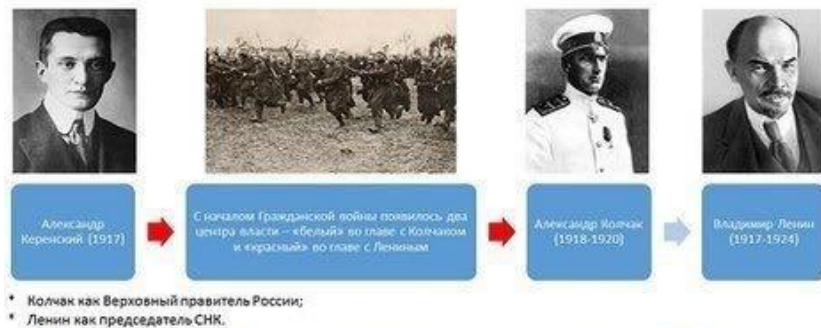 Александр
Керенский (1917)
С началом Гражданской войны появилось два
центра власти – «белый» во главе с Колчаком
и «красный» во главе с Лениным
Александр Колчак
(1918-1920)
Владимир Ленин
(1917-1924)
* Колчак как Верховный правитель России;
* Ленин как председатель СНК.